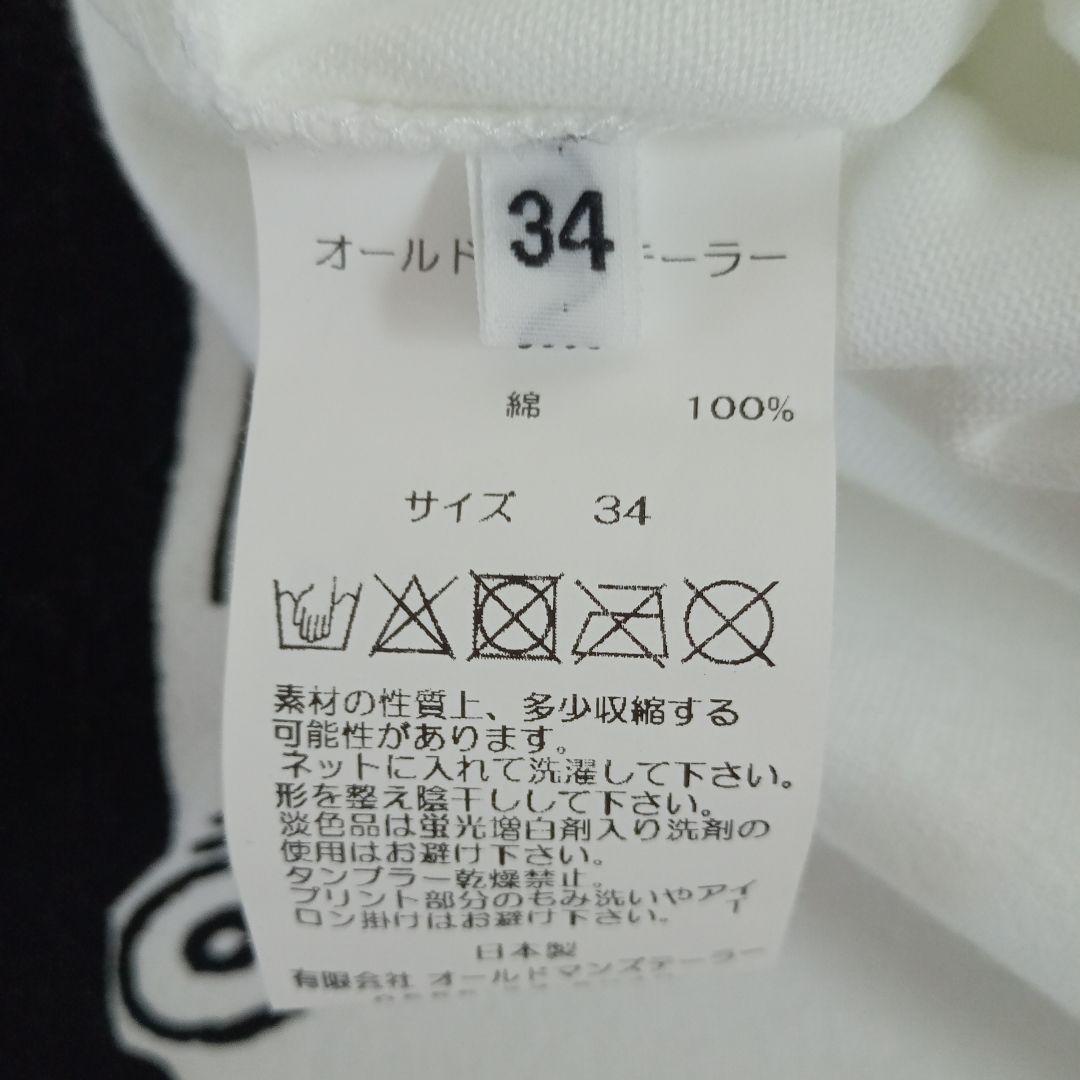 34
オールド ーラー
綿 100%
サイズ 34
素材の性質上、多少収縮する
可能性があります。
ネットに入れて洗濯して下さい。
形を整え陰干しして下さい。
淡色品は蛍光増白剤入り洗剤の
使用はお避け下さい。
タンブラー乾燥禁止。
プリント部分のもみ洗いやアイ
ロン掛けはお避け下さい。
日本製
有限会社 オールドマンズテーラー